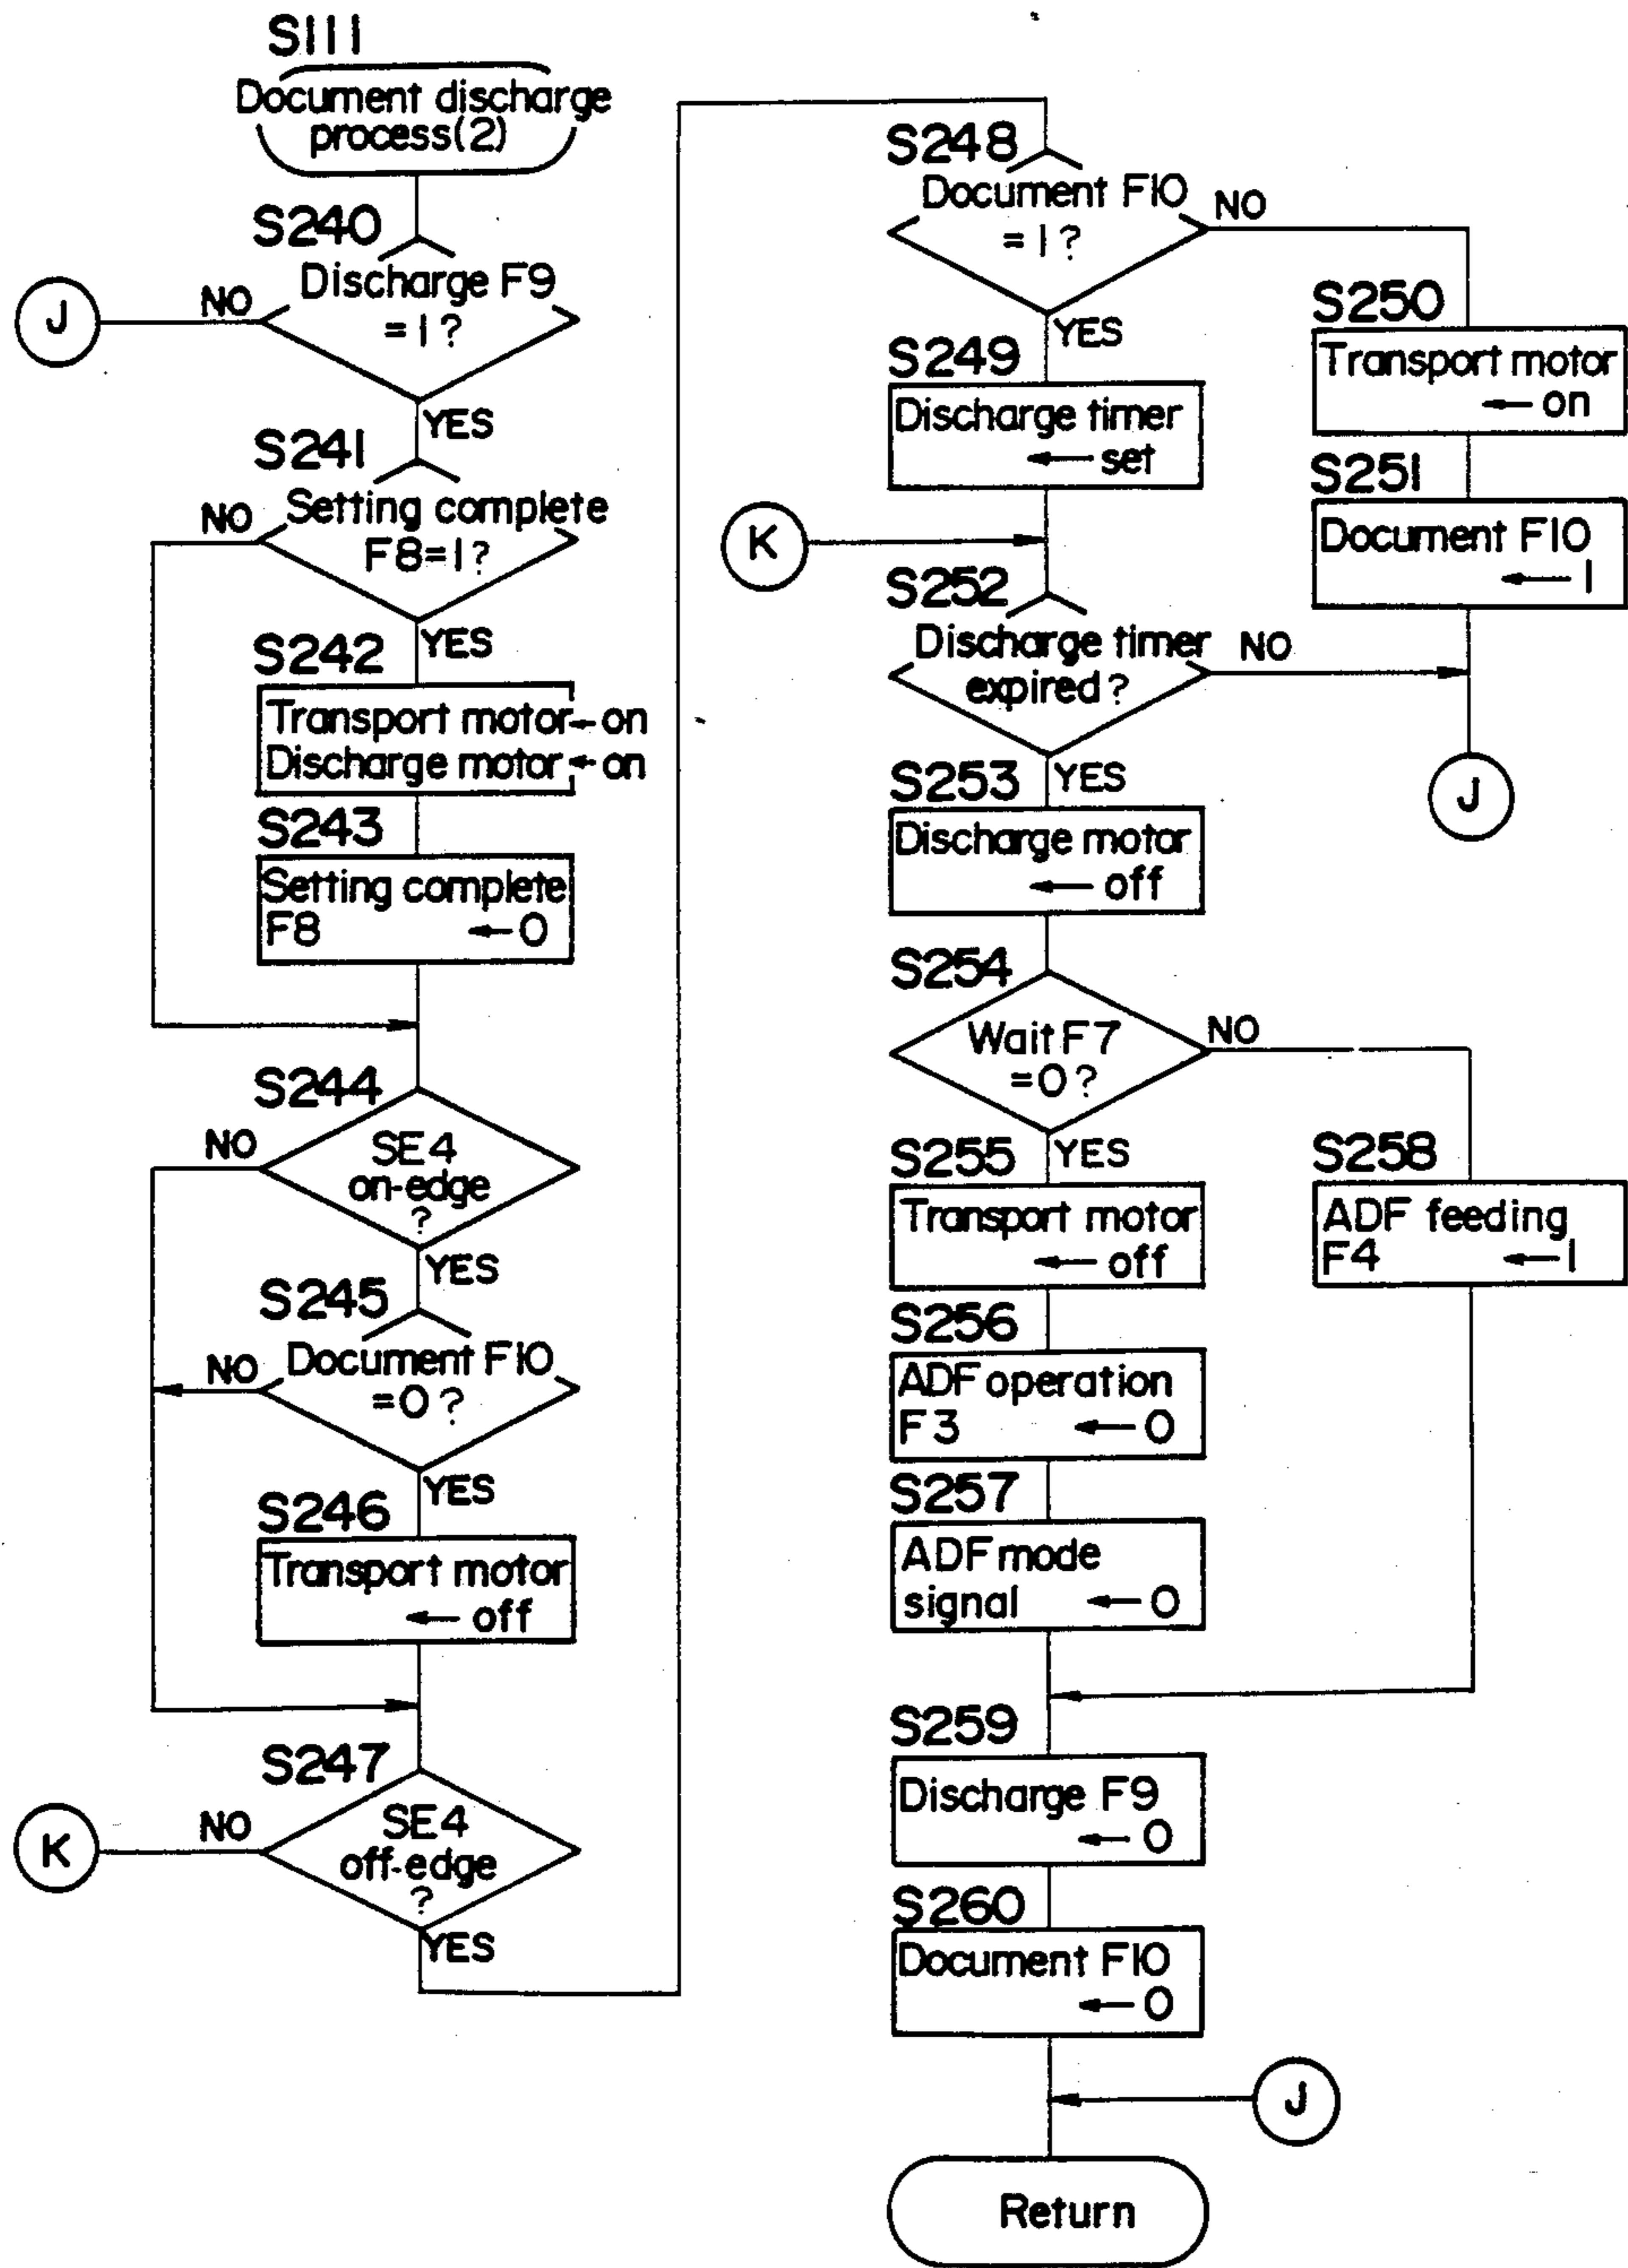 S111
Document discharge
process(2)
S240
Discharge F9
=1?
NO
J
YES
S241
Setting complete
F8=1?
NO
YES
S242
Transport motor←on
Discharge motor←on
S243
Setting complete
F8 ←0
S244
SE4
on-edge
?
NO
YES
S245
Document F10
=0?
NO
YES
S246
Transport motor
← off
S247
SE4
off-edge
?
NO
K
YES
S248
Document F10
=1?
NO
YES
S249
Discharge timer
← set
S250
Transport motor
← on
S251
Document F10
←1
K
S252
Discharge timer
expired?
NO
J
YES
S253
Discharge motor
← off
S254
Wait F7
=0?
NO
YES
S255
Transport motor
← off
S256
ADF operation
F3 ←0
S257
ADF mode
signal ←0
S258
ADF feeding
F4 ←1
S259
Discharge F9
←0
S260
Document F10
←0
J
Return